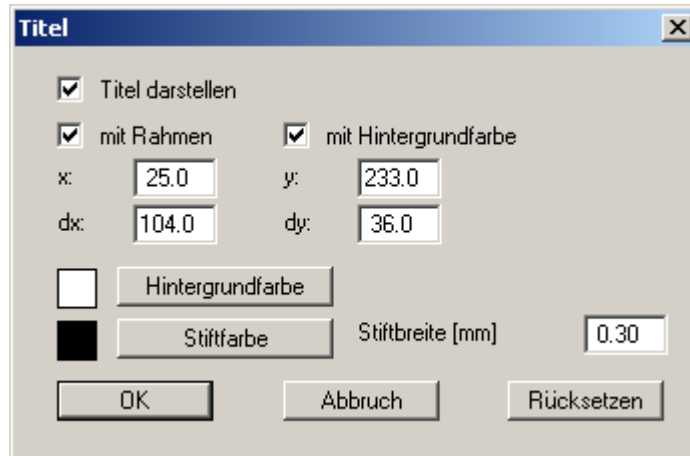 Titel
Titel darstellen
mit Rahmen mit Hintergrundfarbe
x: 25.0 y: 233.0
dx: 104.0 dy: 36.0
Hintergrundfarbe
Stiftfarbe Stiftbreite [mm] 0.30
OK Abbruch Rücksetzen